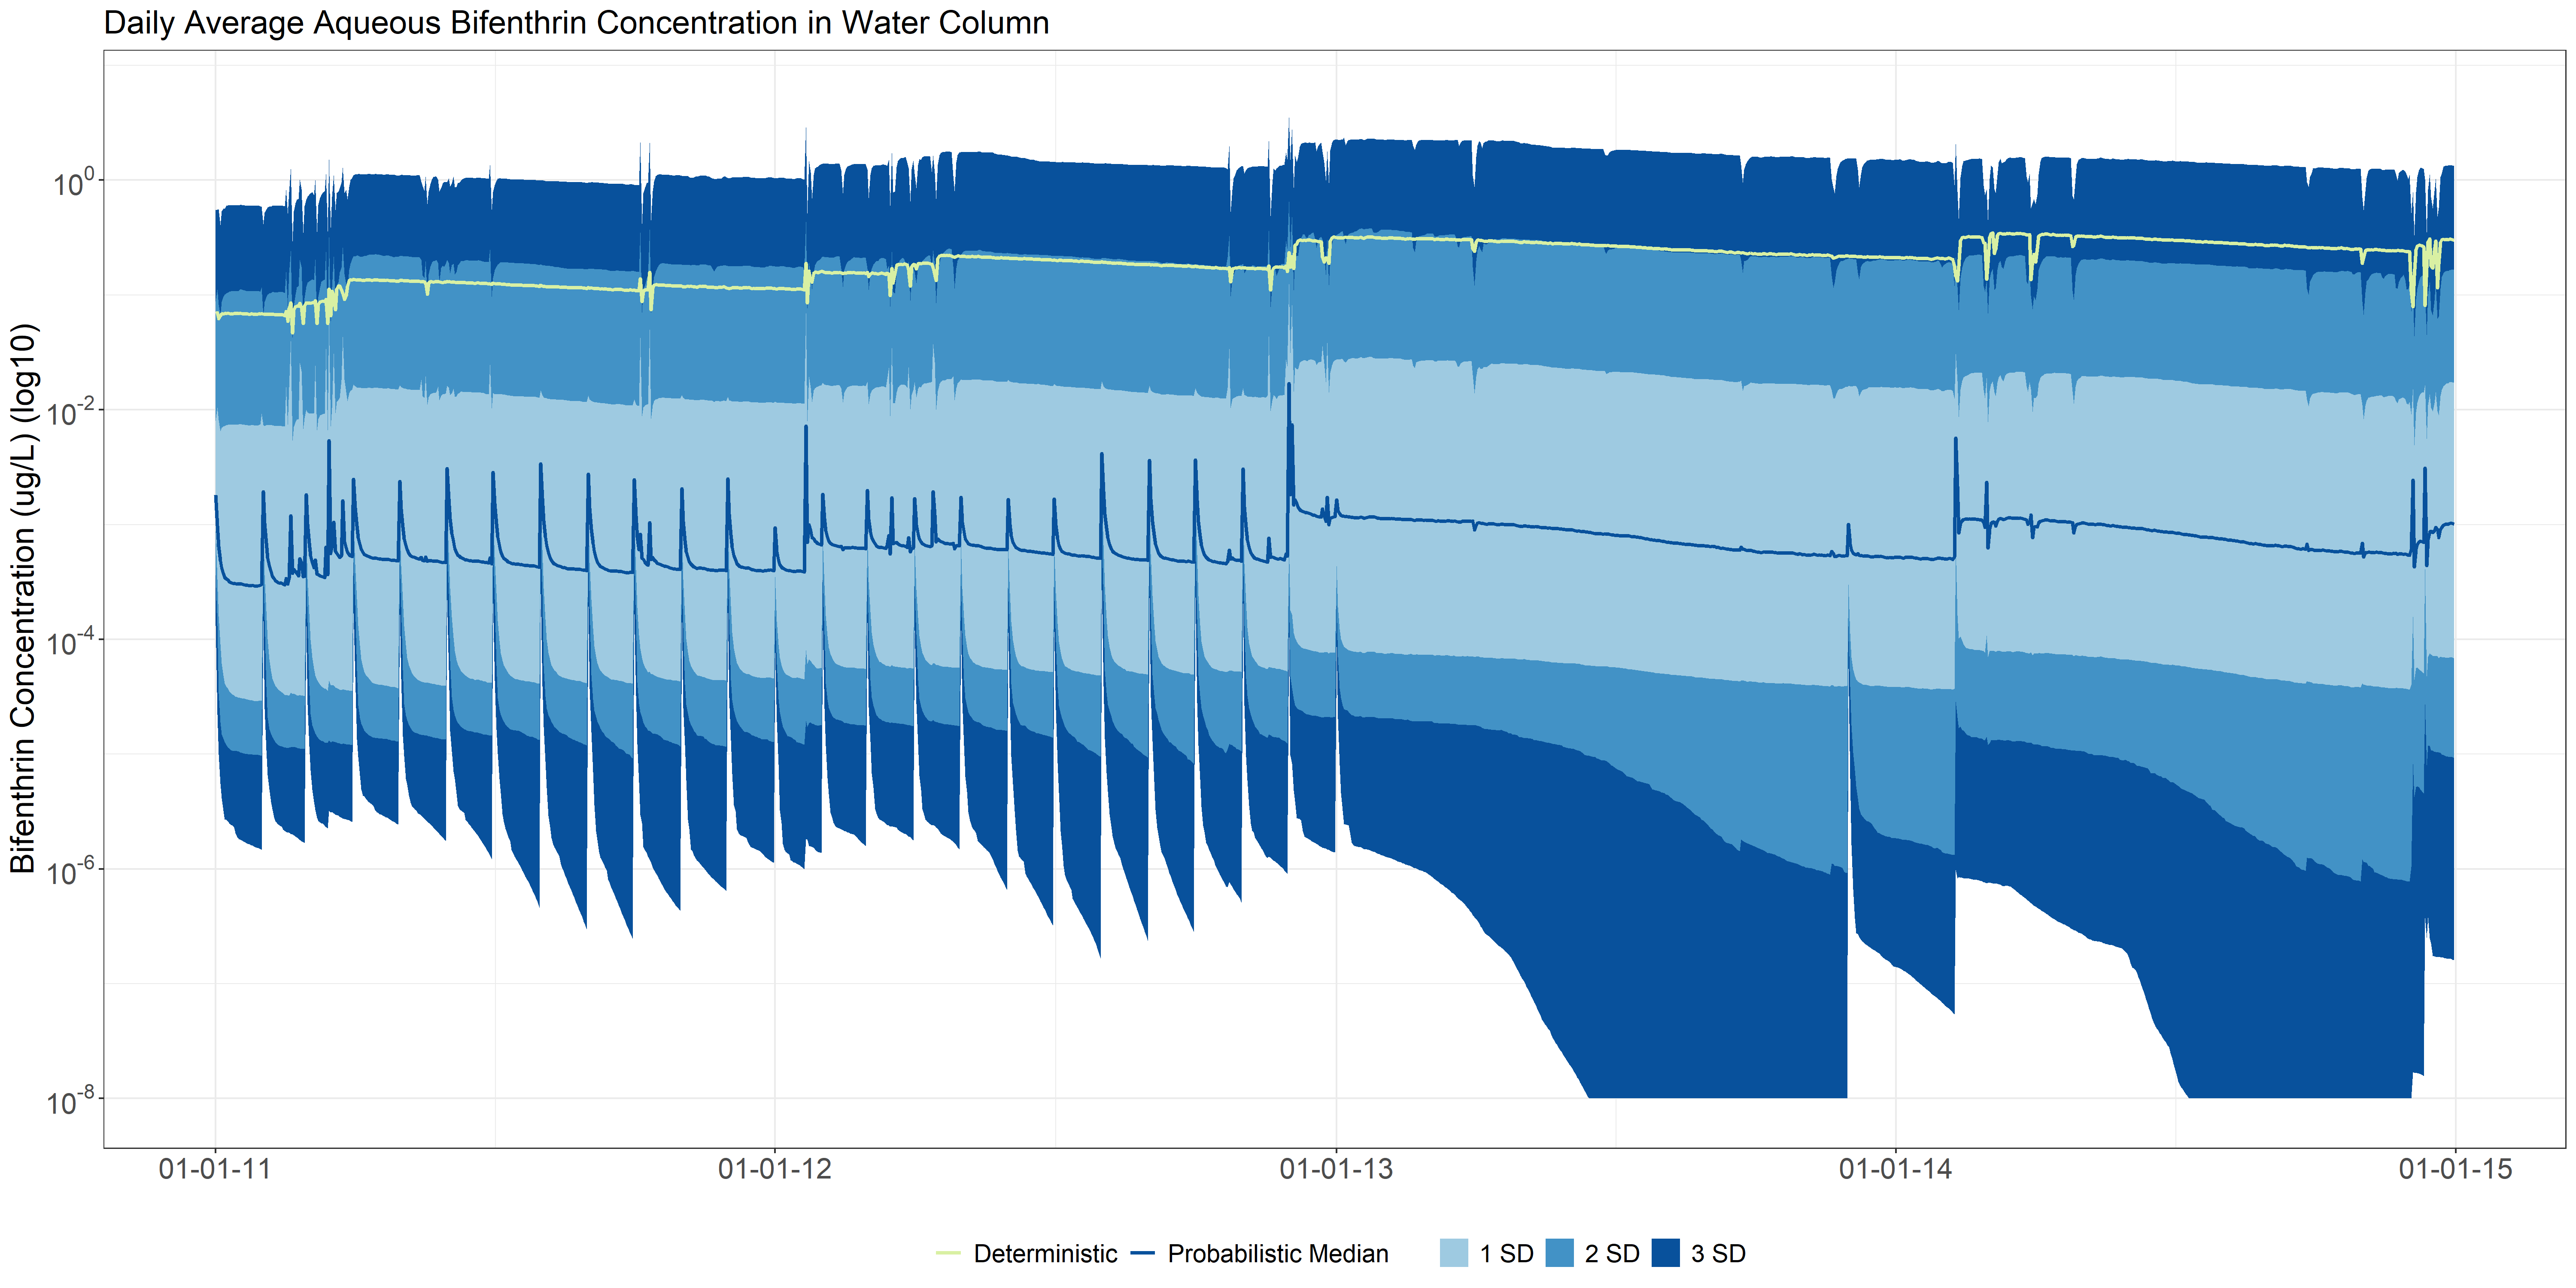 Daily Average Aqueous Bifenthrin Concentration in Water Column
Bifenthrin Concentration (ug/L) (log10)
10^0
10^-2
10^-4
10^-6
10^-8
01-01-11 01-01-12 01-01-13 01-01-14 01-01-15
Deterministic Probabilistic Median 1 SD 2 SD 3 SD